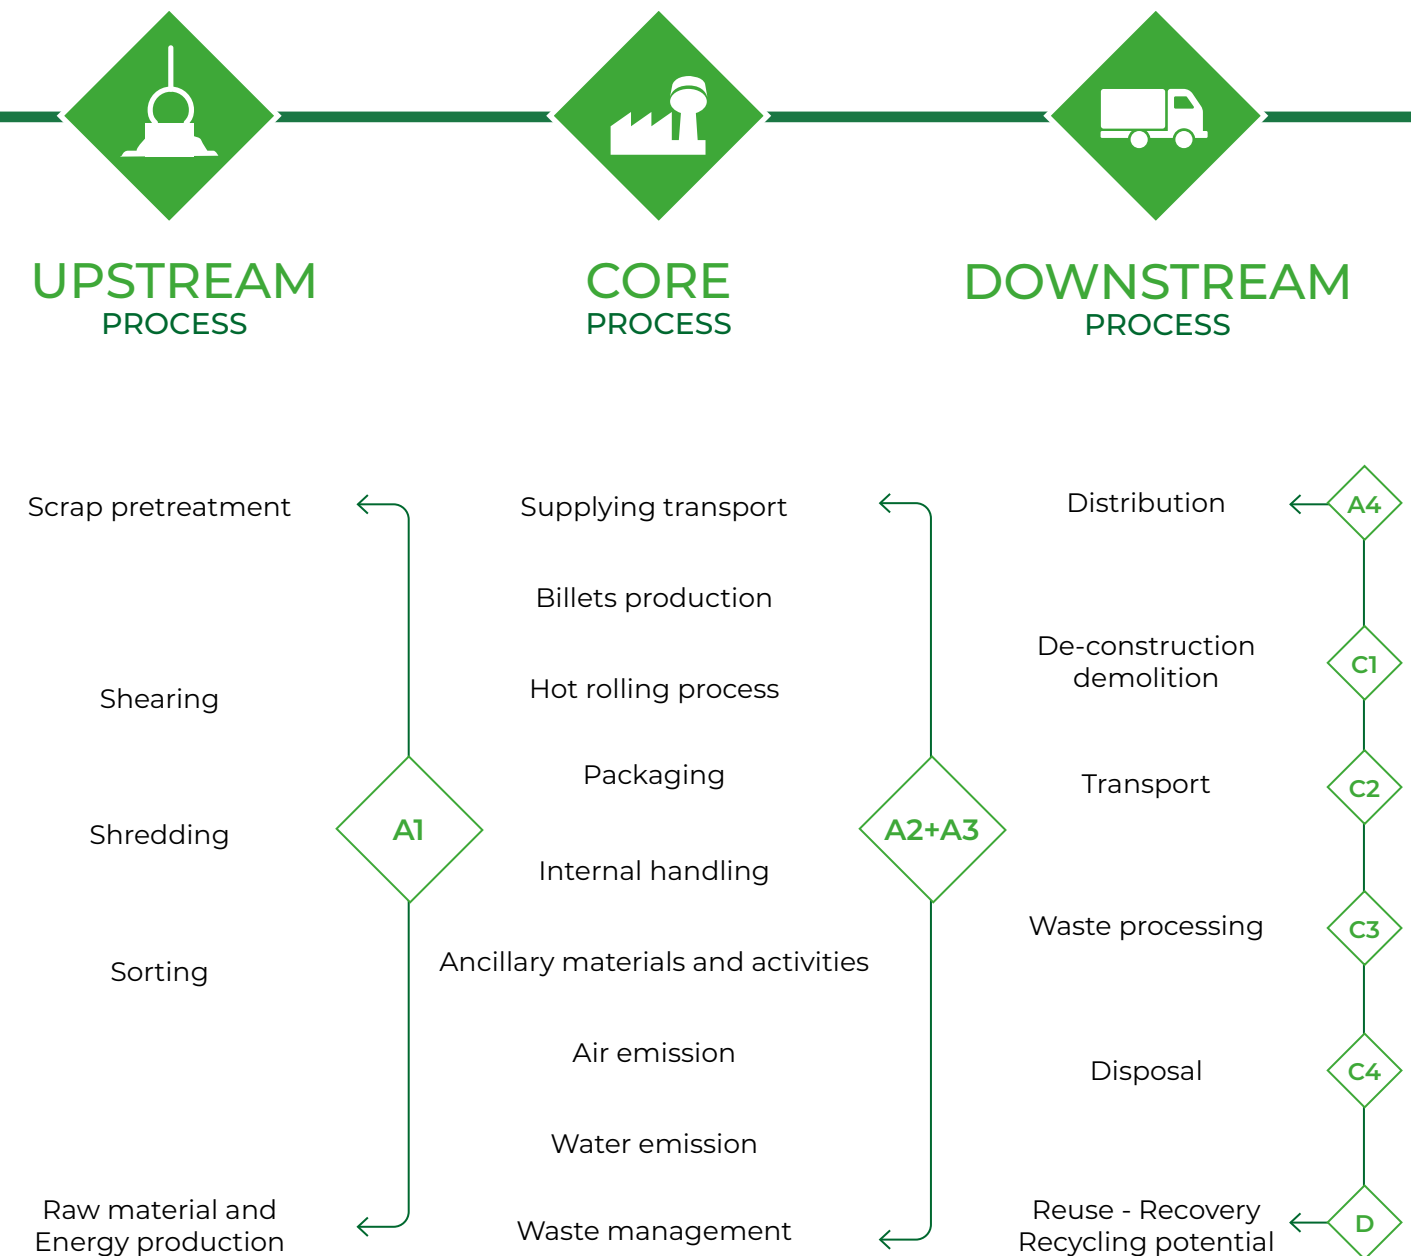 UPSTREAM
PROCESS
Scrap pretreatment
Shearing
Shredding
Sorting
Raw material and
Energy production
A1
CORE
PROCESS
Supplying transport
Billets production
Hot rolling process
Packaging
Internal handling
Ancillary materials and activities
Air emission
Water emission
Waste management
A2+A3
DOWNSTREAM
PROCESS
Distribution
A4
De-construction
demolition
C1
Transport
C2
Waste processing
C3
Disposal
C4
Reuse - Recovery
Recycling potential
D